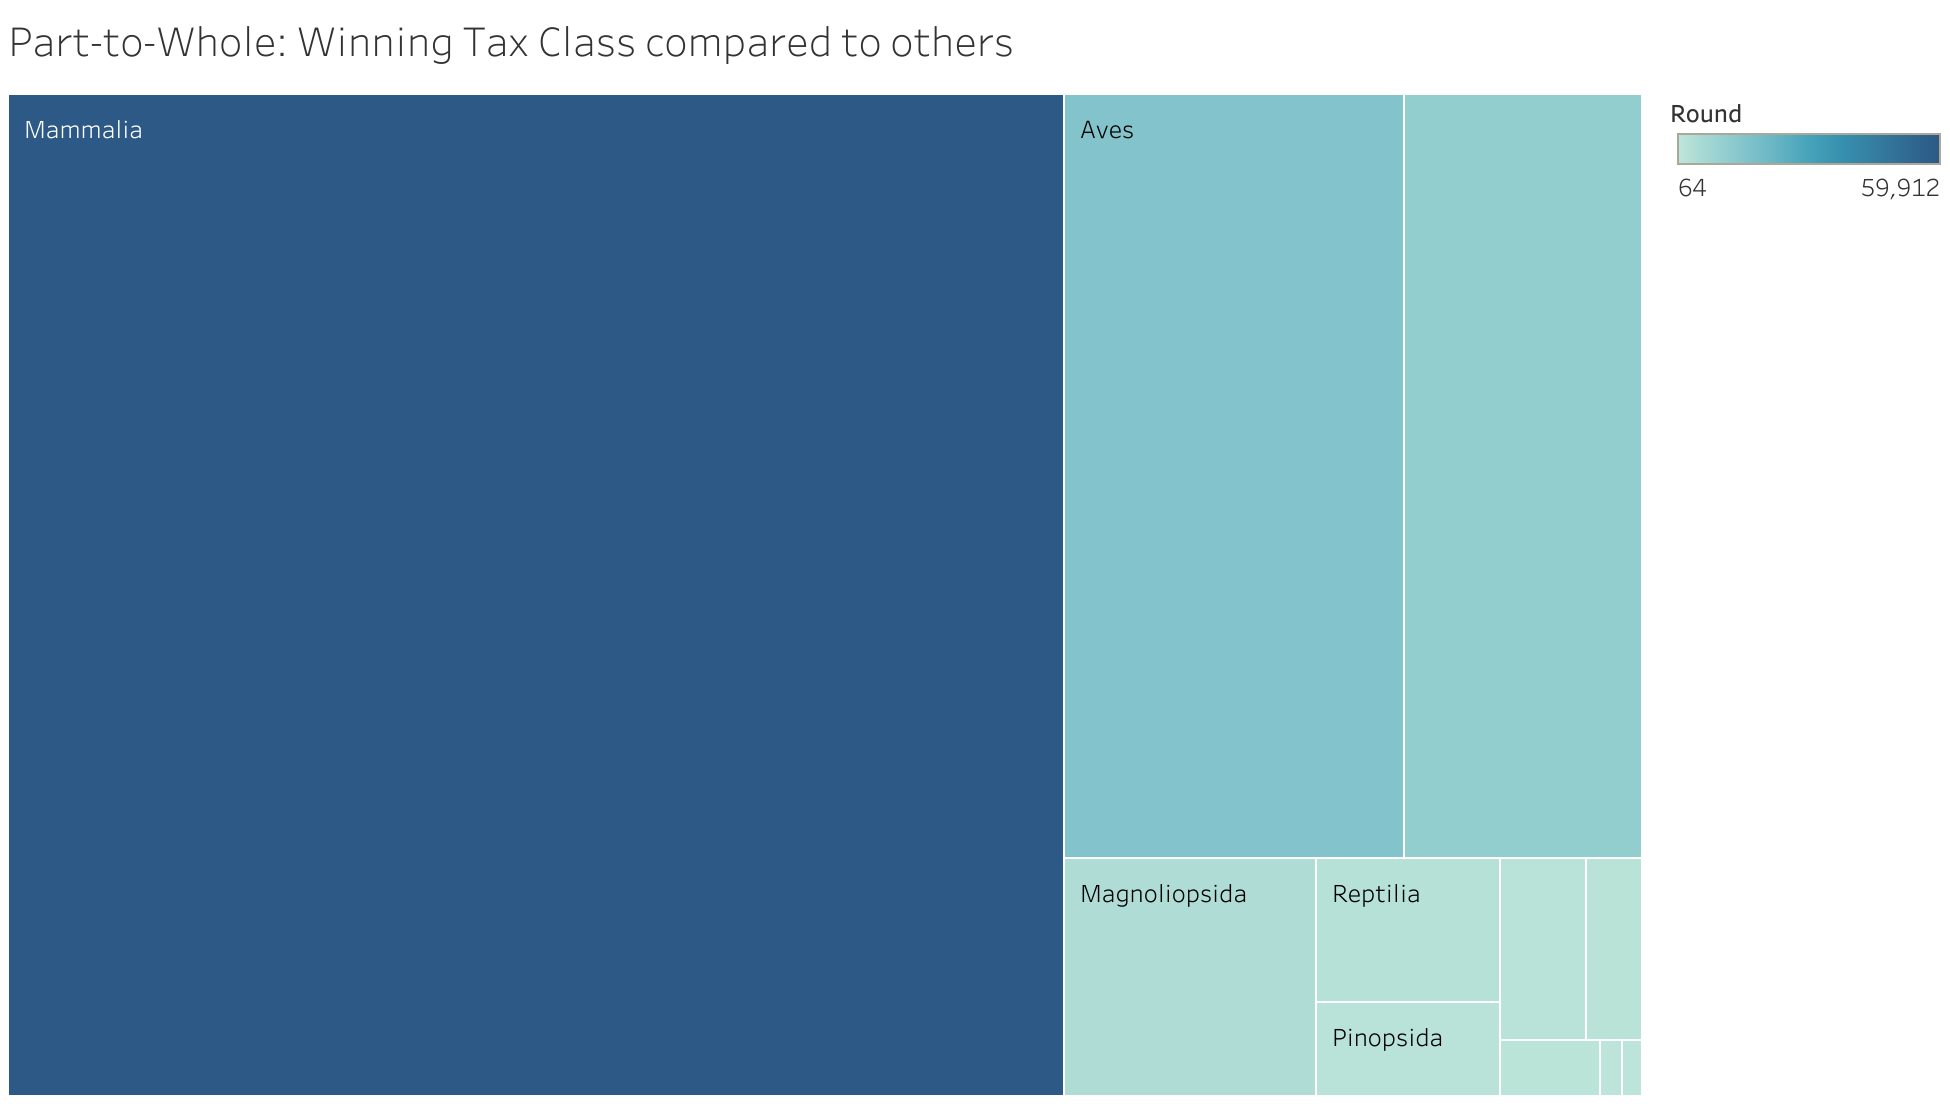 Part-to-Whole: Winning Tax Class compared to others
Mammalia
Aves
Round
64 59,912
Magnoliopsida
Reptilia
Pinopsida